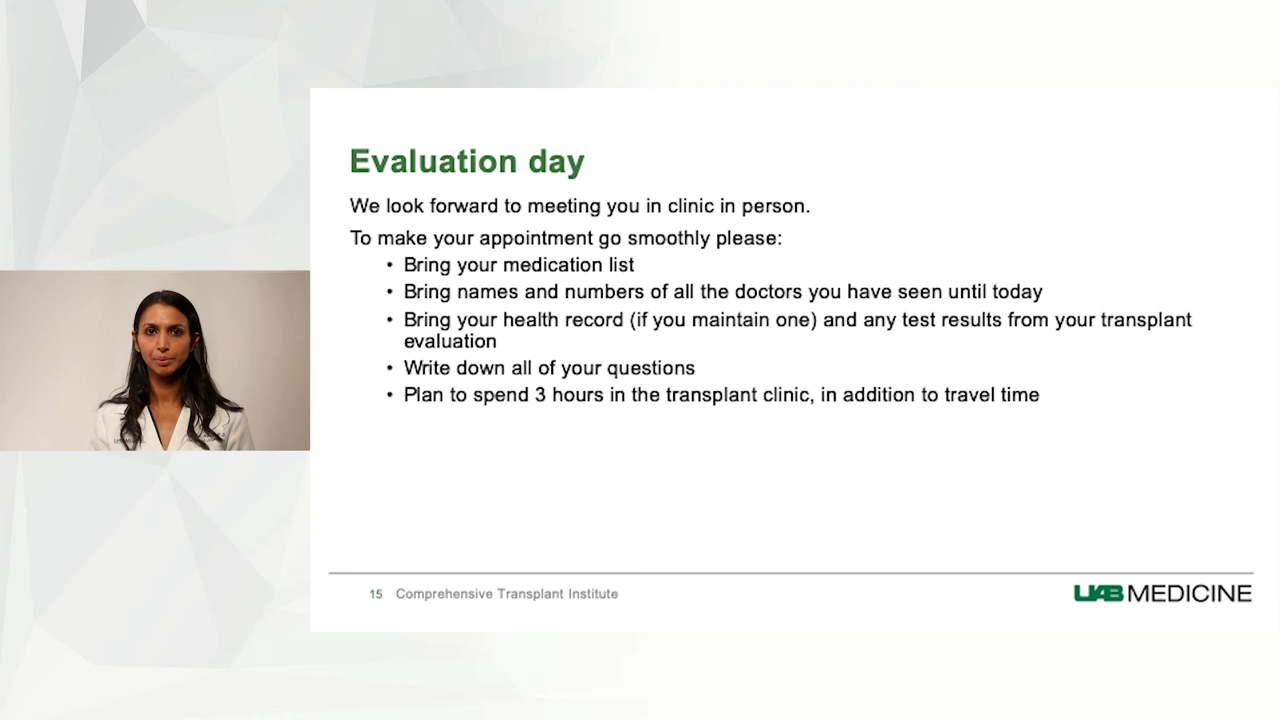 Evaluation day
We look forward to meeting you in clinic in person.
To make your appointment go smoothly please:
• Bring your medication list
• Bring names and numbers of all the doctors you have seen until today
• Bring your health record (if you maintain one) and any test results from your transplant
evaluation
• Write down all of your questions
• Plan to spend 3 hours in the transplant clinic, in addition to travel time
15 Comprehensive Transplant Institute
UAB MEDICINE